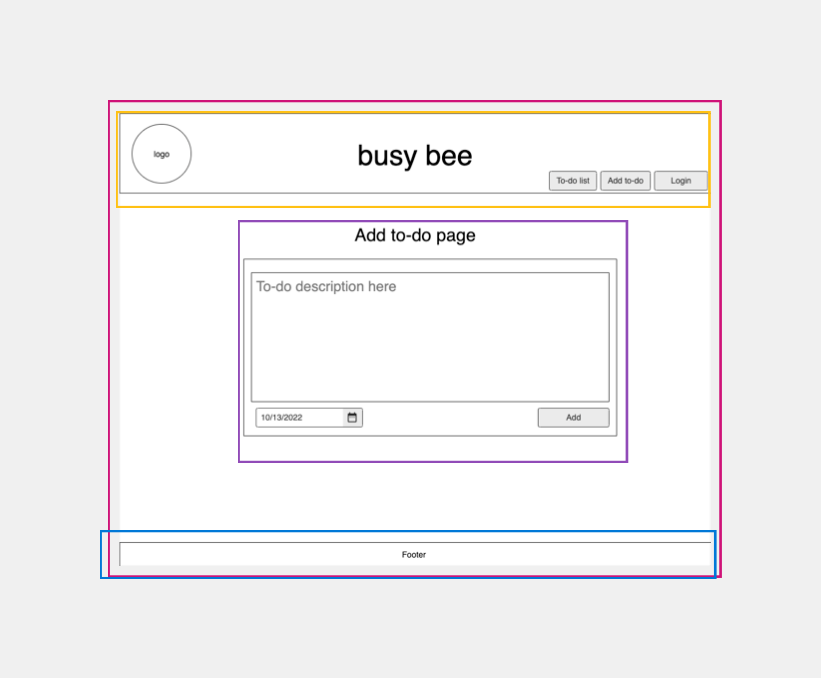 logo
busy bee
To-do list
Add to-do
Login
Add to-do page
To-do description here
10/13/2022
Add
Footer